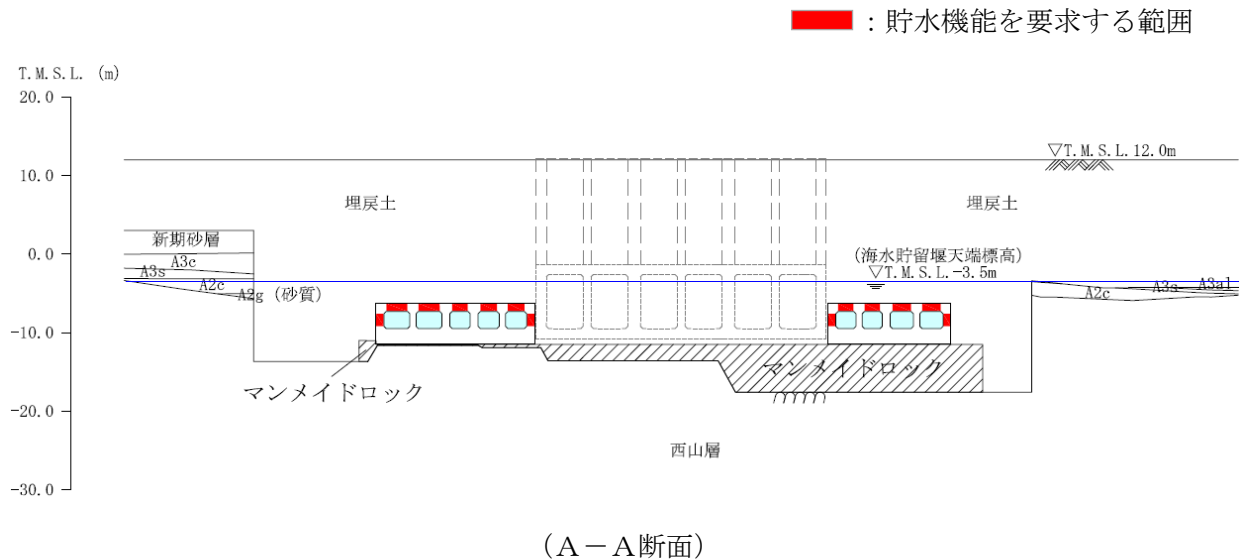 ：貯水機能を要求する範囲
T.M.S.L. (m)
20.0
▽T.M.S.L.12.0m
10.0
埋戻土
埋戻土
新期砂層
(海水貯留堰天端標高)
0.0
A3c
▽T.M.S.L.-3.5m
A3s
A2c
A3s
A3al
A2g (砂質)
A2c
-10.0
マンメイドロック
マンメイドロック
-20.0
西山層
-30.0
(A－A断面)